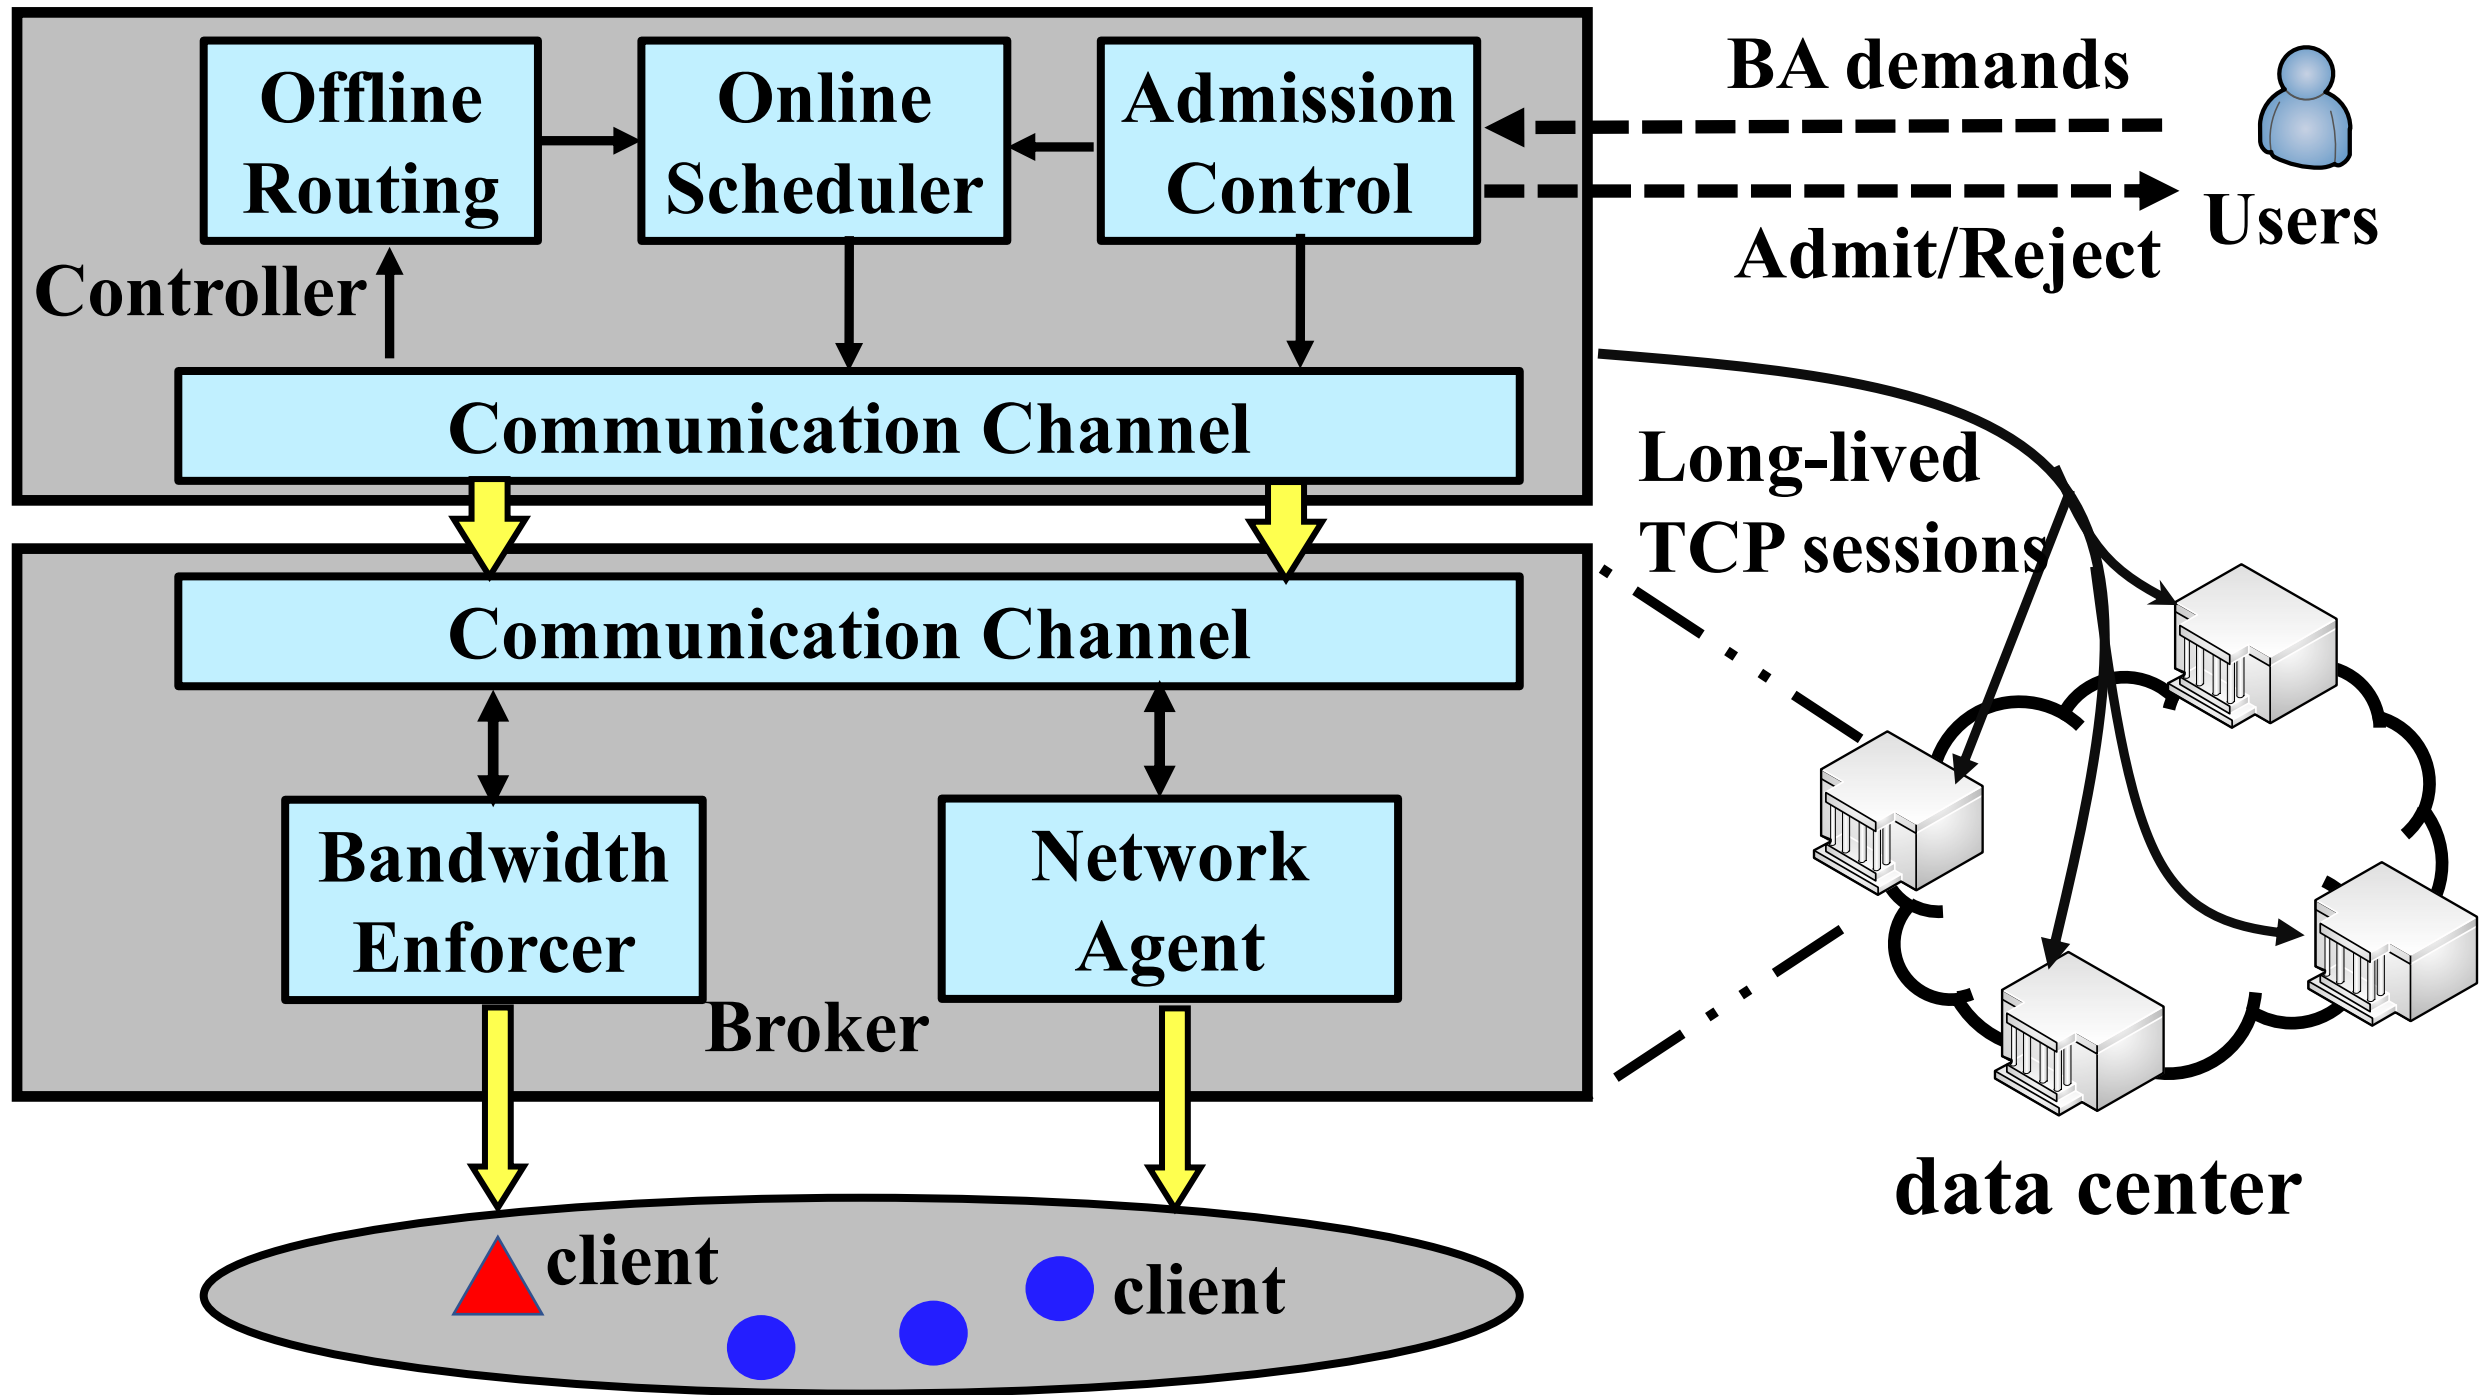 Offline
Routing
Online
Scheduler
Admission
Control
BA demands
Users
Admit/Reject
Controller
Communication Channel
Long-lived
TCP sessions
Communication Channel
Bandwidth
Enforcer
Network
Agent
Broker
data center
client
client